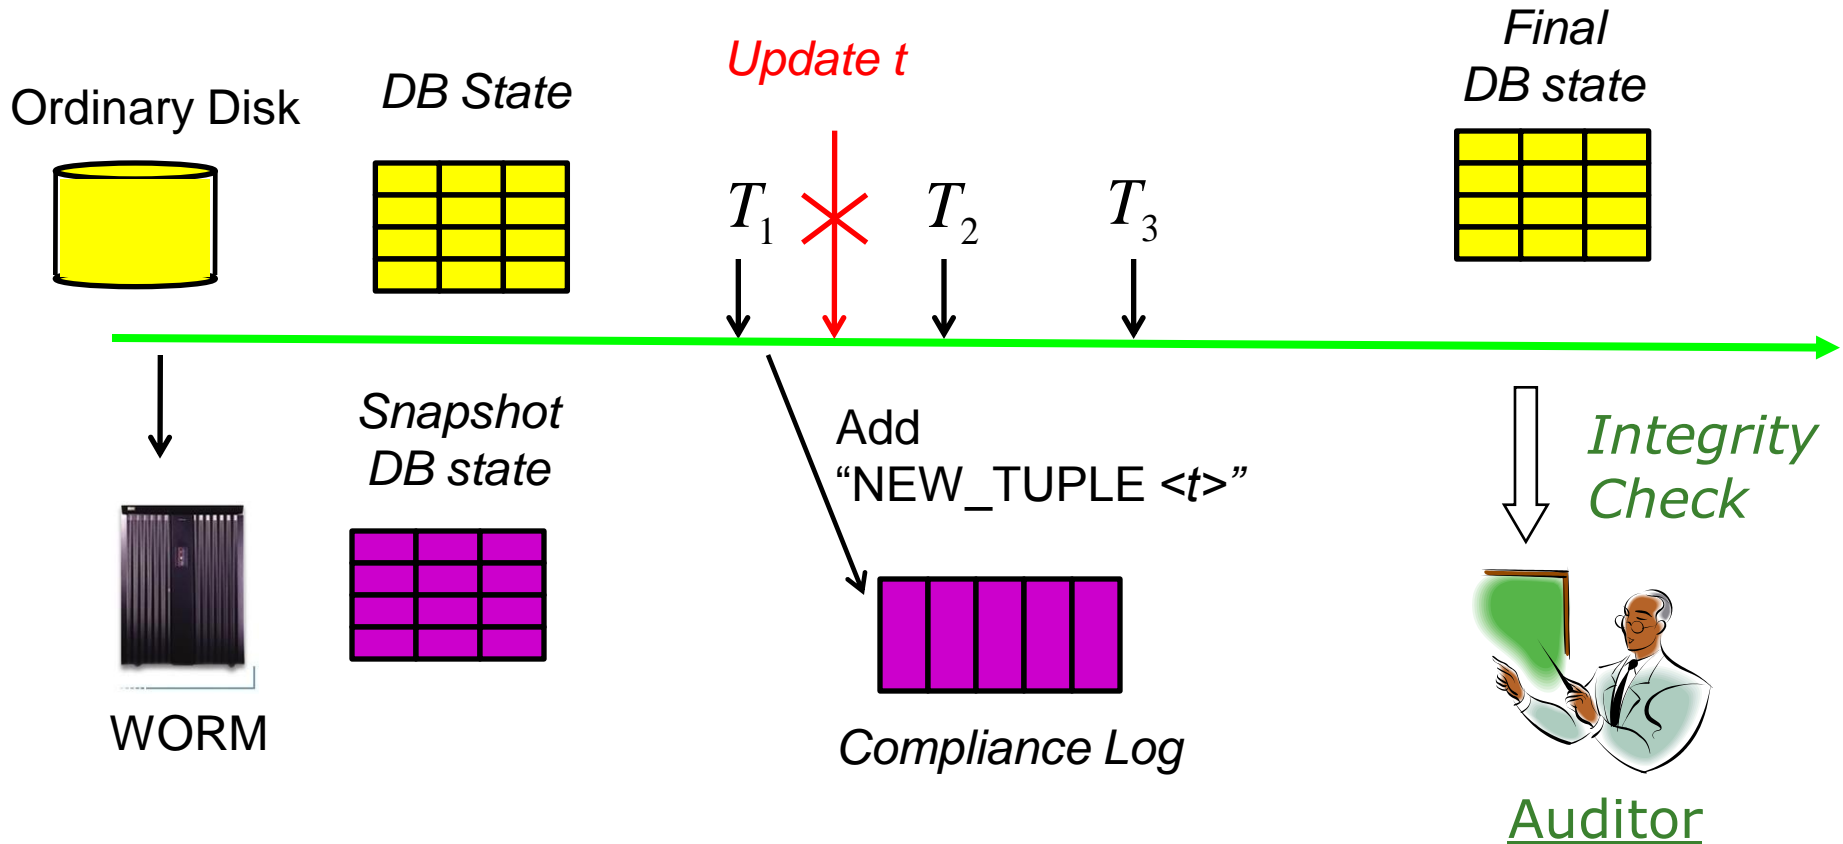 Ordinary Disk
DB State
Update t
Final
DB state
T1
T2
T3
Snapshot
DB state
Add
“NEW_TUPLE <t>”
Integrity
Check
WORM
Compliance Log
Auditor